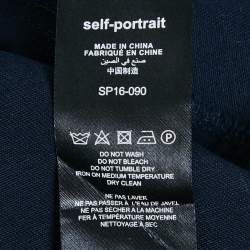 self-portrait
MADE IN CHINA
FABRIQUÉ EN CHINE
صنع في الصين
中国制造
SP16-090
DO NOT WASH
DO NOT BLEACH
DO NOT TUMBLE DRY
IRON ON MEDIUM TEMPERATURE
DRY CLEAN
NE PAS LAVER
NE PAS PASSER À L'EAU DE JAVEL
NE PAS SÉCHER À LA MACHINE
FER À TEMPÉRATURE MOYENNE
NETTOYAGE À SEC